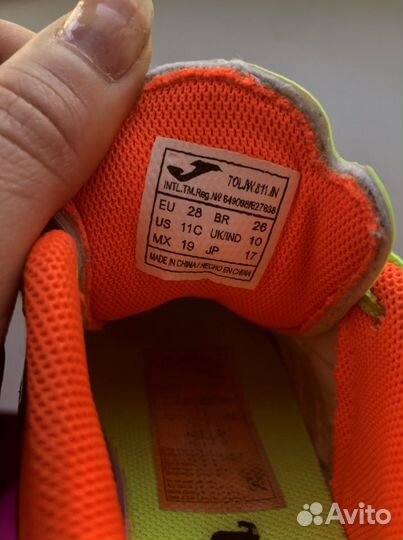 TOLJW.811.IN
INTL.TM.Reg.Nº 649098/627838
EU 28 BR 26
US 11C UK/IND 10
MX 19 JP 17
MADE IN CHINA / HECHO EN CHINA
Avito